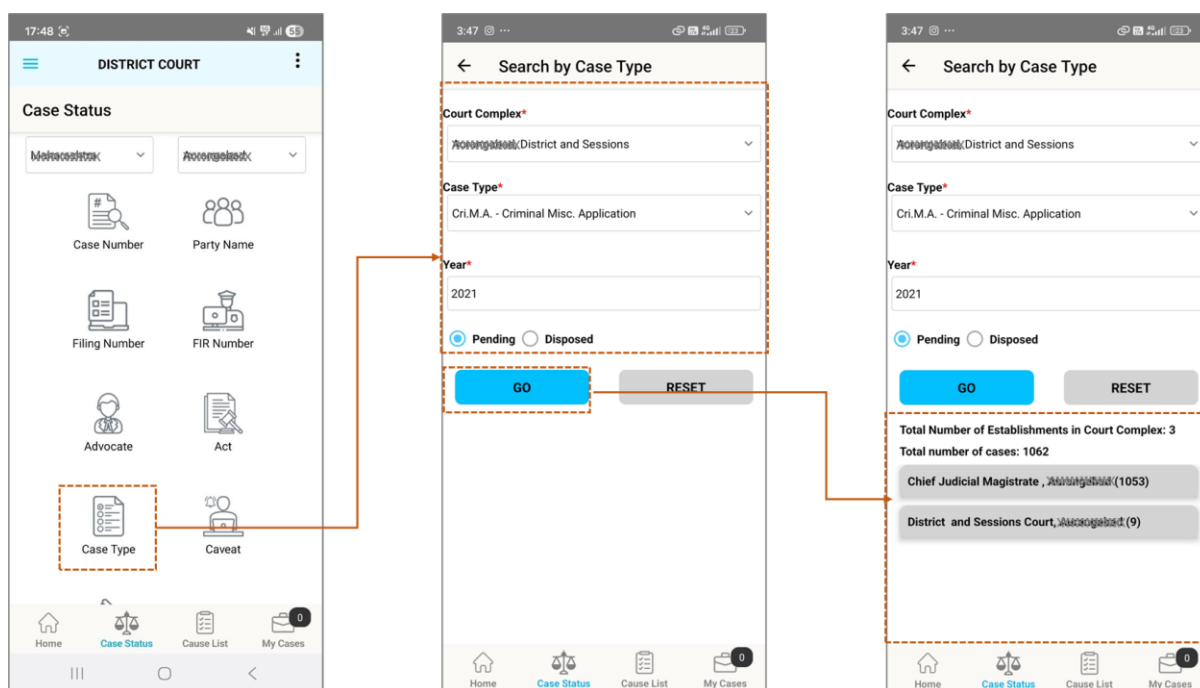 17:48
53
DISTRICT COURT
Case Status
Case Number
Party Name
Filing Number
FIR Number
Advocate
Act
Case Type
Caveat
0
Home
Case Status
Cause List
My Cases
3:47
4G
23
Search by Case Type
Court Complex*
District and Sessions
Case Type*
Cri.M.A. - Criminal Misc. Application
Year*
2021
Pending
Disposed
GO
RESET
0
Home
Case Status
Cause List
My Cases
3:47
4G
23
Search by Case Type
Court Complex*
District and Sessions
Case Type*
Cri.M.A. - Criminal Misc. Application
Year*
2021
Pending
Disposed
GO
RESET
Total Number of Establishments in Court Complex: 3
Total number of cases: 1062
Chief Judicial Magistrate , (1053)
District and Sessions Court, (9)
0
Home
Case Status
Cause List
My Cases